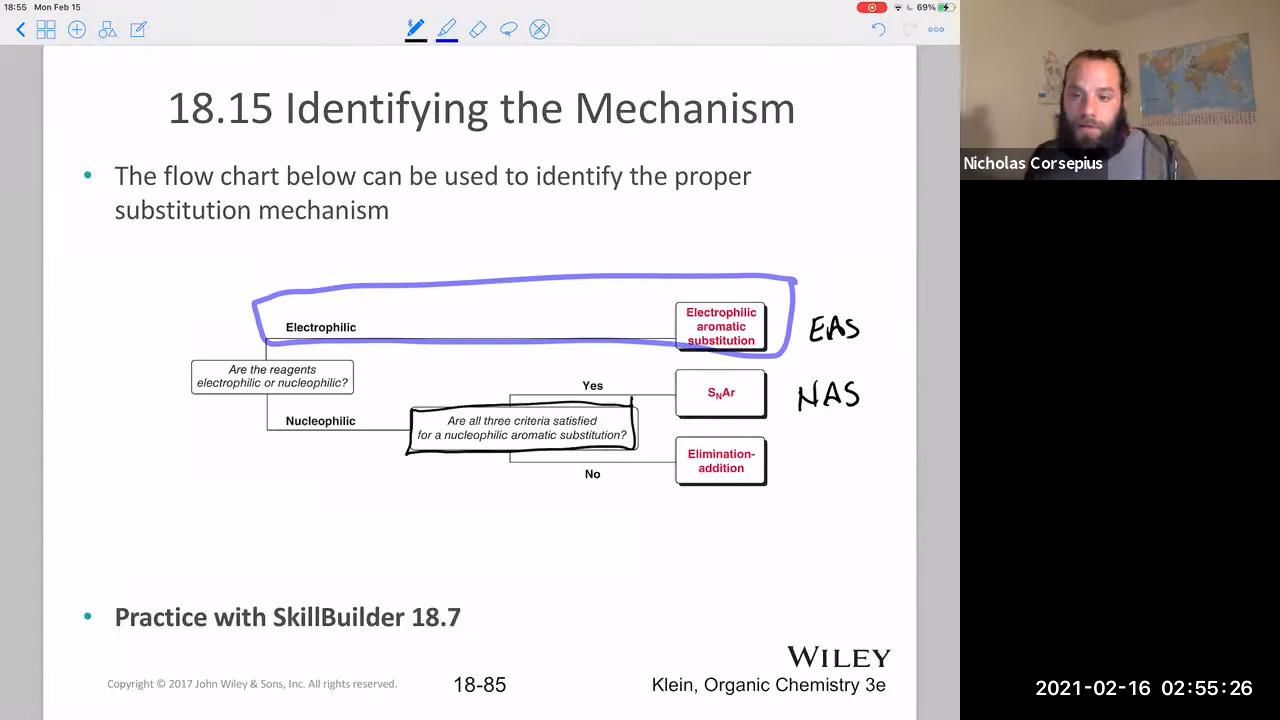 18:55 Mon Feb 15
69%
18.15 Identifying the Mechanism
• The flow chart below can be used to identify the proper
substitution mechanism
Electrophilic
Electrophilic
aromatic
substitution
EAS
Are the reagents
electrophilic or nucleophilic?
Yes
SNAr
NAS
Nucleophilic
Are all three criteria satisfied
for a nucleophilic aromatic substitution?
Elimination-
addition
No
• Practice with SkillBuilder 18.7
WILEY
Copyright © 2017 John Wiley & Sons, Inc. All rights reserved.
18-85
Klein, Organic Chemistry 3e
Nicholas Corsepius
2021-02-16 02:55:26